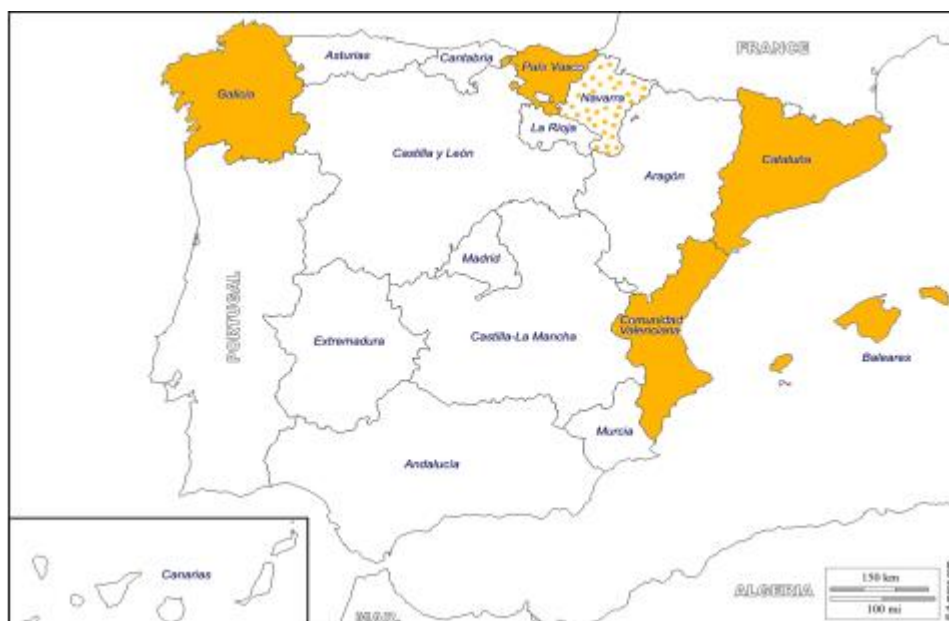 FRANCE
Asturias
Cantabria
País Vasco
Galicia
Navarra
La Rioja
Castilla y León
Cataluña
Aragón
Madrid
PORTUGAL
Comunidad
Valenciana
Extremadura
Castilla-La Mancha
Baleares
Murcia
Andalucía
Canarias
150 km
100 mi
ALGERIA
MAR.